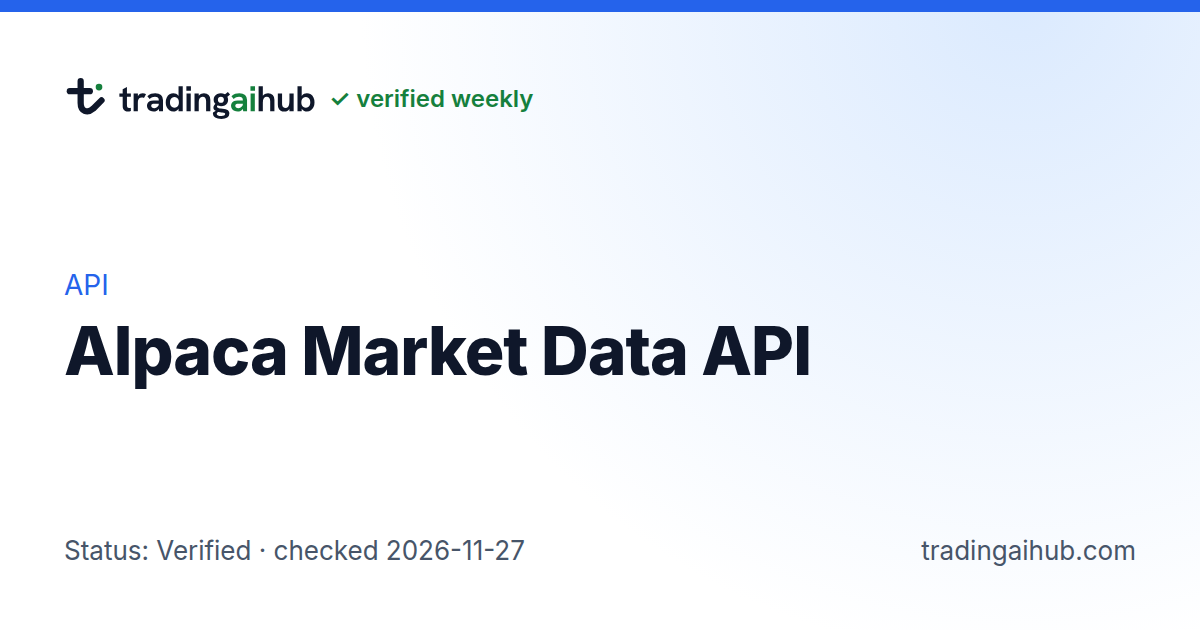 tradingaihub ✓ verified weekly
API
Alpaca Market Data API
Status: Verified · checked 2026-11-27
tradingaihub.com